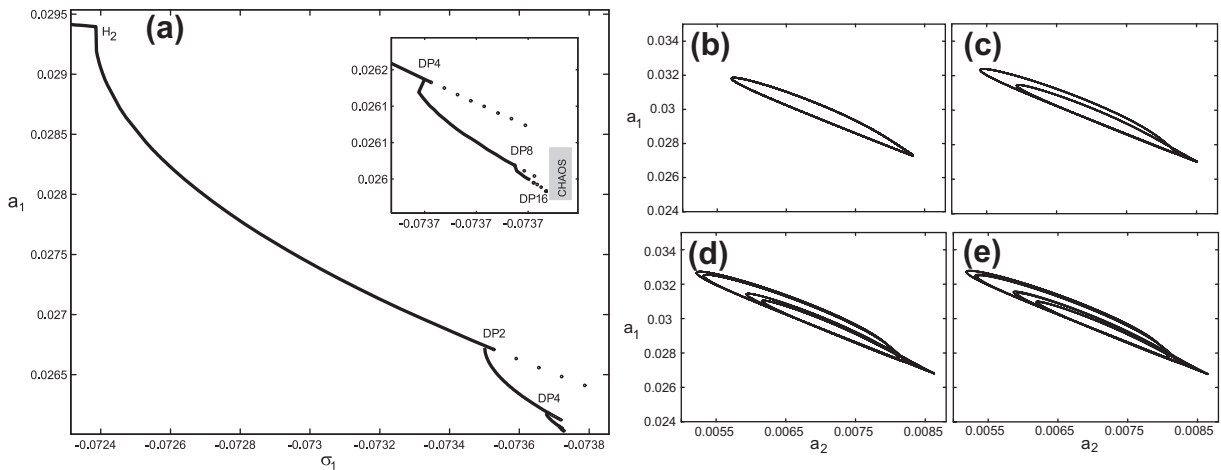 (a)
0.0295
0.029
0.0285
0.028
0.0275
0.027
0.0265
a1
H2
DP2
DP4
-0.0724
-0.0726
-0.0728
-0.073
-0.0732
-0.0734
-0.0736
-0.0738
σ1
DP4
DP8
DP16
CHAOS
0.0262
0.0261
0.0261
0.026
-0.0737
-0.0737
-0.0737
(b)
0.034
0.032
a1
0.03
0.028
0.026
0.024
(c)
(d)
0.034
0.032
a1
0.03
0.028
0.026
0.024
0.0055
0.0065
0.0075
0.0085
a2
(e)
0.0055
0.0065
0.0075
0.0085
a2